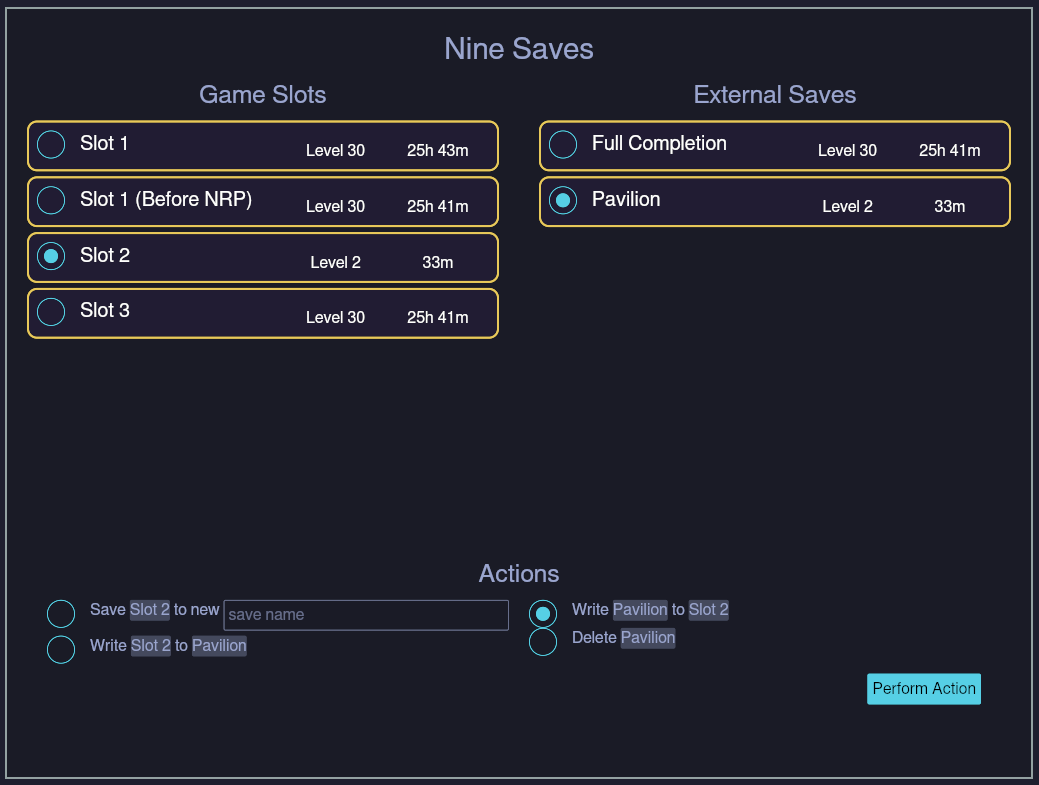 Nine Saves
Game Slots
Slot 1 Level 30 25h 43m
Slot 1 (Before NRP) Level 30 25h 41m
Slot 2 Level 2 33m
Slot 3 Level 30 25h 41m
External Saves
Full Completion Level 30 25h 41m
Pavilion Level 2 33m
Actions
Save Slot 2 to new save name
Write Slot 2 to Pavilion
Write Pavilion to Slot 2
Delete Pavilion
Perform Action